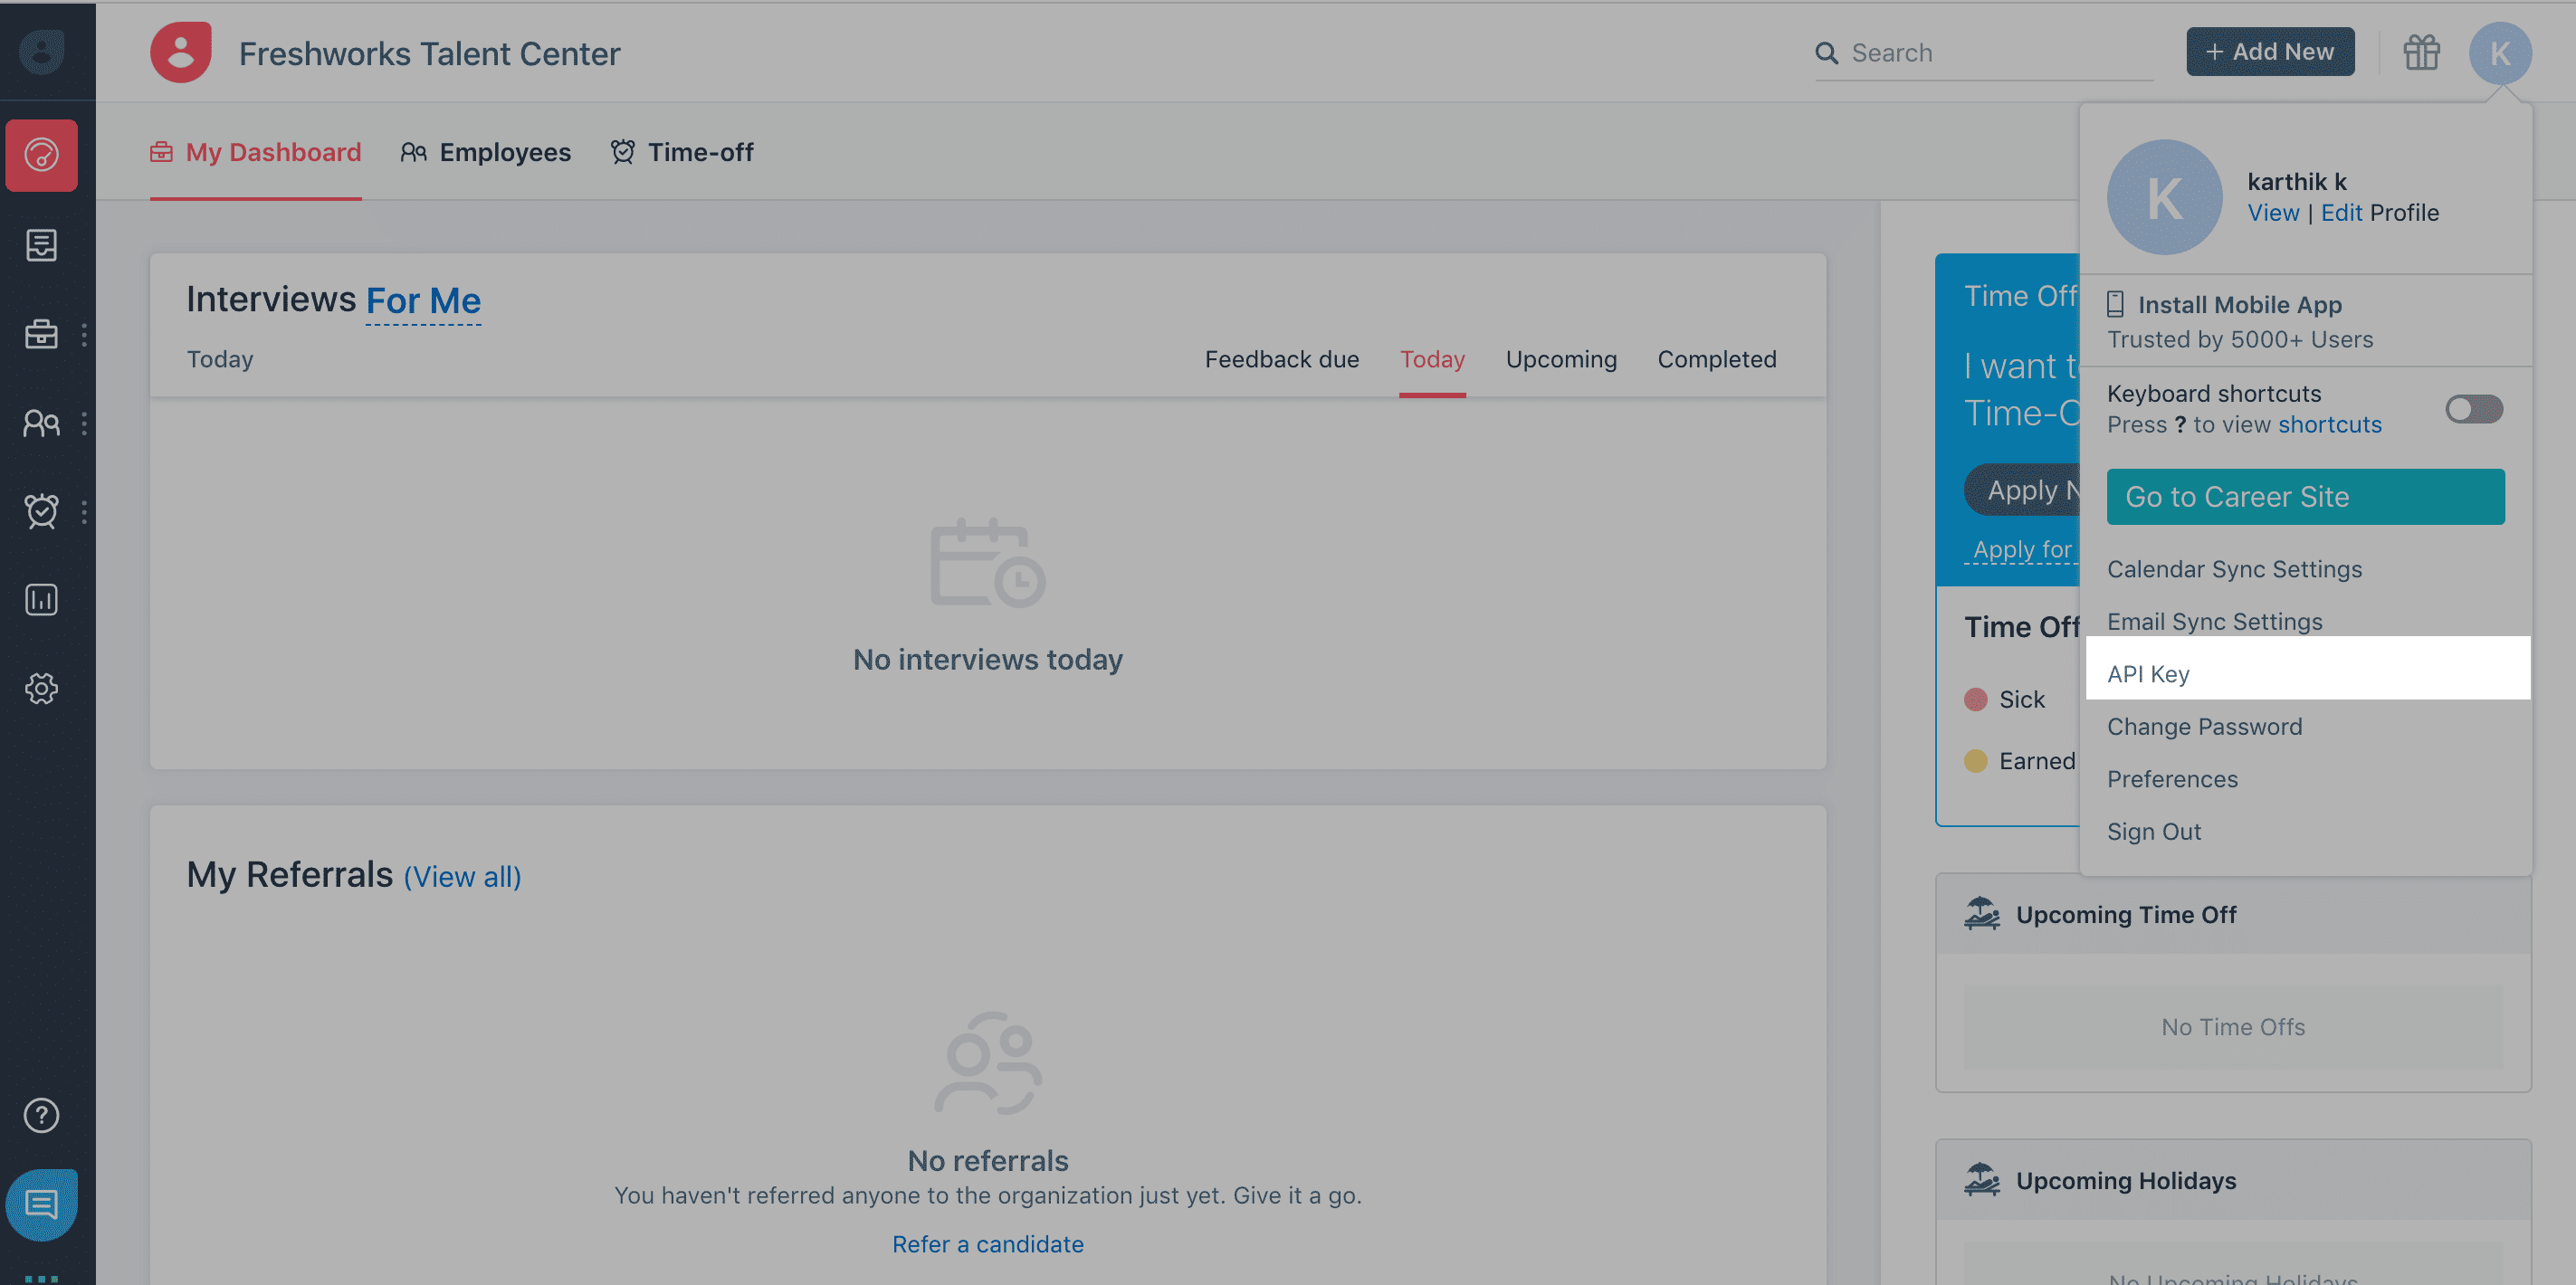 Freshworks Talent Center
Search
+ Add New
K
My Dashboard
Employees
Time-off
K
karthik k
View | Edit Profile
Install Mobile App
Trusted by 5000+ Users
Keyboard shortcuts
Press ? to view shortcuts
Go to Career Site
Calendar Sync Settings
Email Sync Settings
API Key
Change Password
Preferences
Sign Out
Interviews For Me
Today
Feedback due
Today
Upcoming
Completed
No interviews today
My Referrals (View all)
No referrals
You haven't referred anyone to the organization just yet. Give it a go.
Refer a candidate
Time Off
I want
Time-O
Apply N
Apply for
Time Off
Sick
Earned
Upcoming Time Off
No Time Offs
Upcoming Holidays
No Upcoming Holidays
?